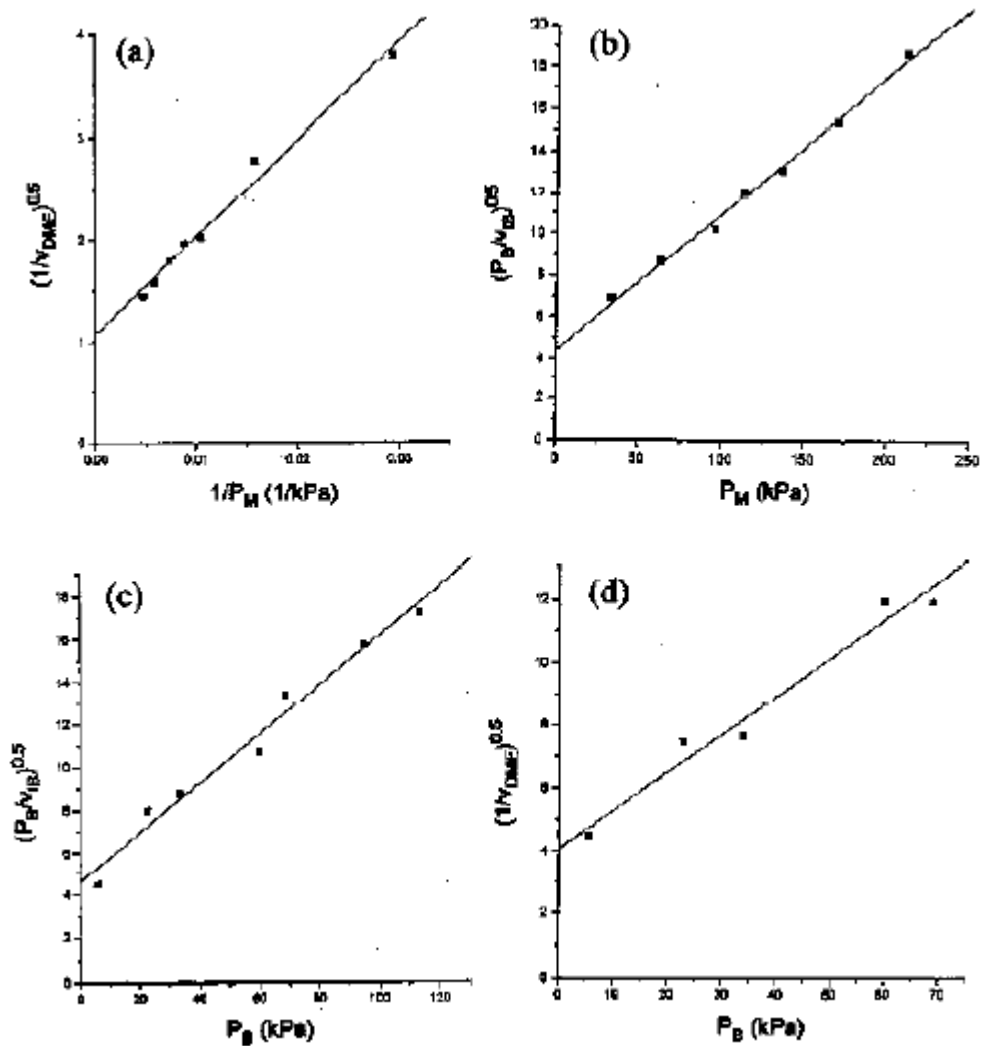 (a)
4
3
2
1
0
(1/v_DME)^0.5
0.00 0.01 0.02 0.03
1/P_M (1/kPa)
(b)
20
18
16
14
12
10
8
6
4
2
0
(P_B/v_IB)^0.5
0 50 100 150 200 250
P_M (kPa)
(c)
18
16
14
12
10
8
6
4
2
0
(P_B/v_IB)^0.5
0 20 40 60 80 100 120
P_B (kPa)
(d)
12
10
8
6
4
2
0
(1/v_DME)^0.5
0 10 20 30 40 50 60 70
P_B (kPa)